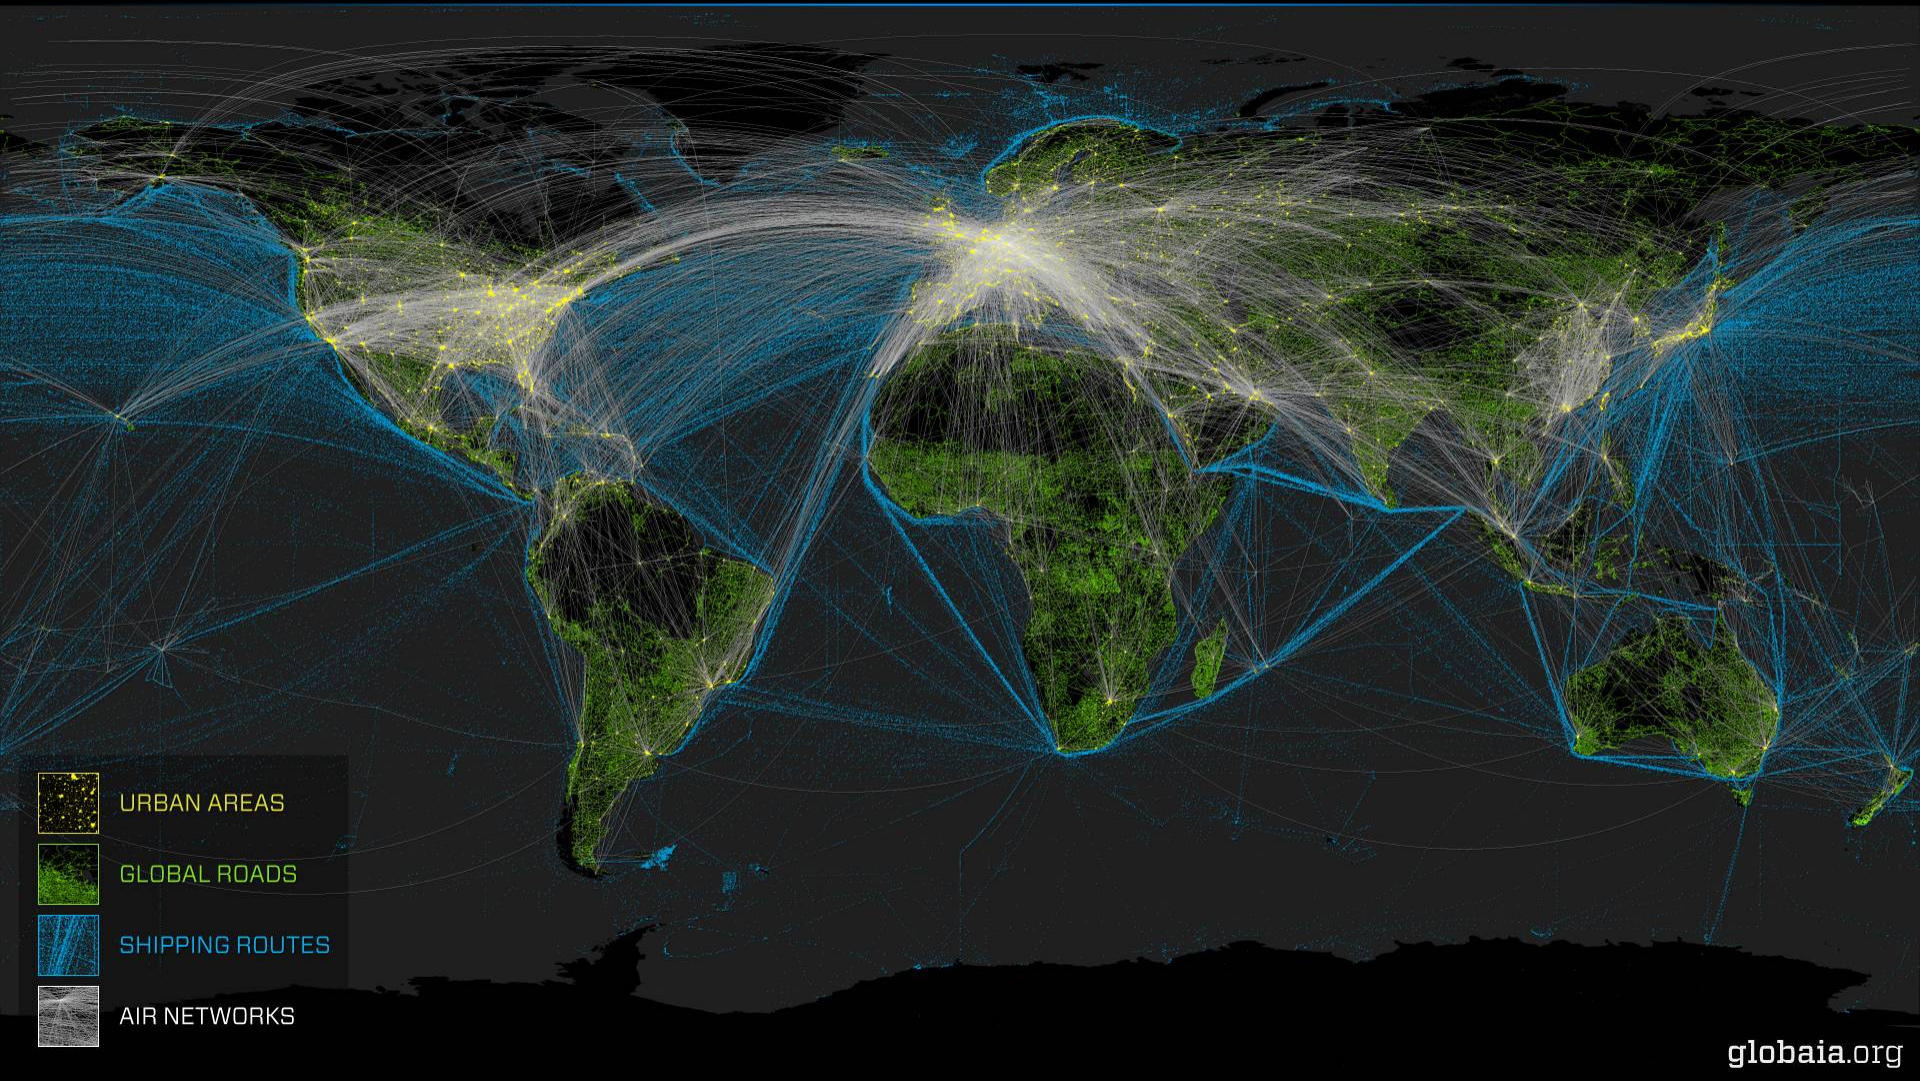 URBAN AREAS
GLOBAL ROADS
SHIPPING ROUTES
AIR NETWORKS
globaia.org